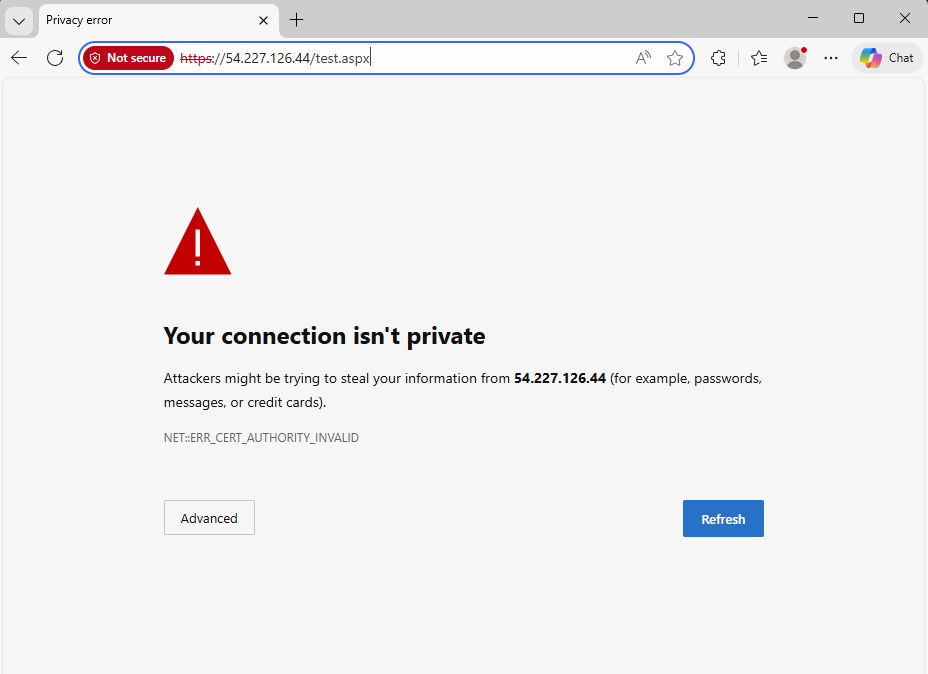 Privacy error
Not secure https://54.227.126.44/test.aspx
Chat
Your connection isn't private
Attackers might be trying to steal your information from 54.227.126.44 (for example, passwords,
messages, or credit cards).
NET::ERR_CERT_AUTHORITY_INVALID
Advanced
Refresh